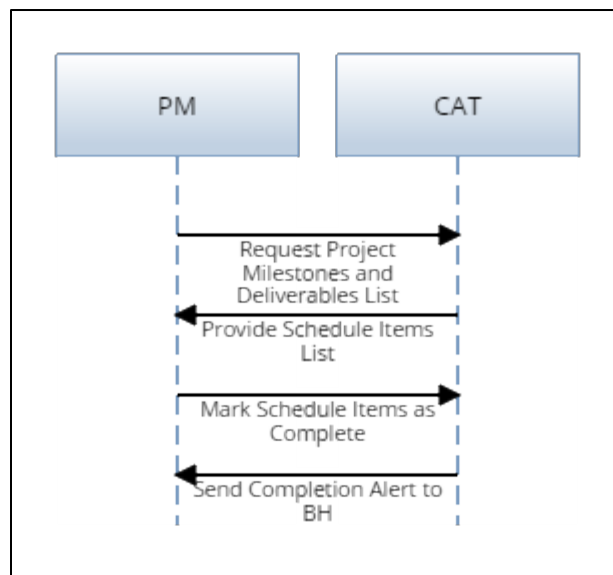 PM
CAT
Request Project
Milestones and
Deliverables List
Provide Schedule Items
List
Mark Schedule Items as
Complete
Send Completion Alert to
BH